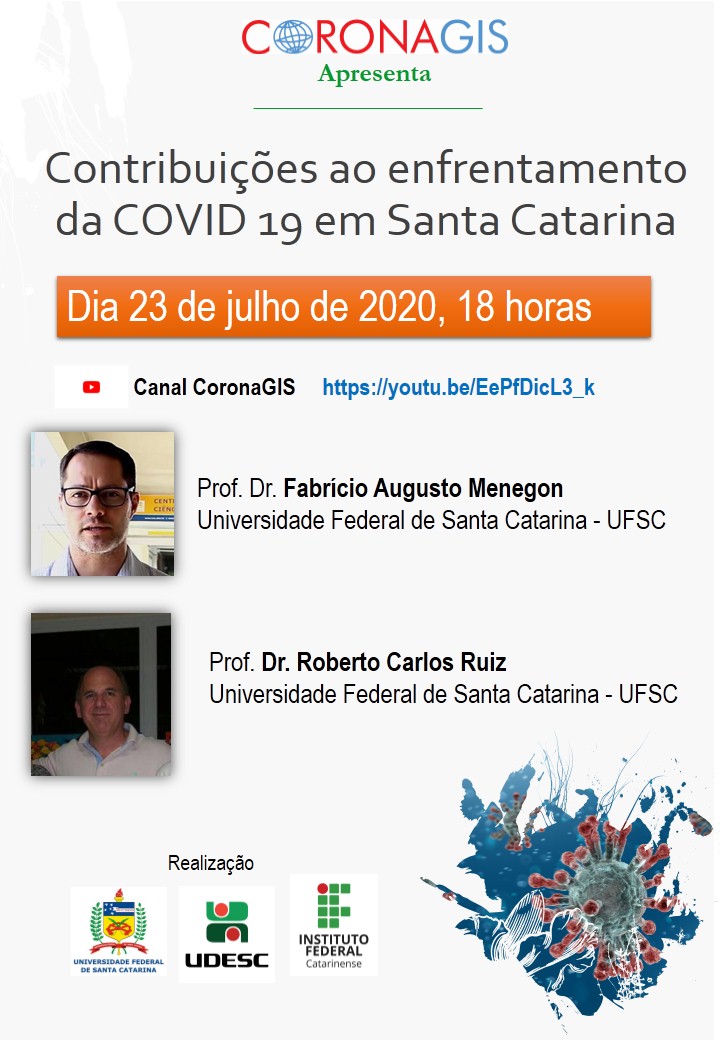 CORONAGIS
Apresenta
Contribuições ao enfrentamento
da COVID 19 em Santa Catarina
Dia 23 de julho de 2020, 18 horas
Canal CoronaGIS https://youtu.be/EePfDicL3_k
CENT
CIÊNC
Prof. Dr. Fabrício Augusto Menegon
Universidade Federal de Santa Catarina - UFSC
Prof. Dr. Roberto Carlos Ruiz
Universidade Federal de Santa Catarina - UFSC
Realização
UNIVERSIDADE FEDERAL
DE SANTA CATARINA
UDESC
INSTITUTO
FEDERAL
Catarinense